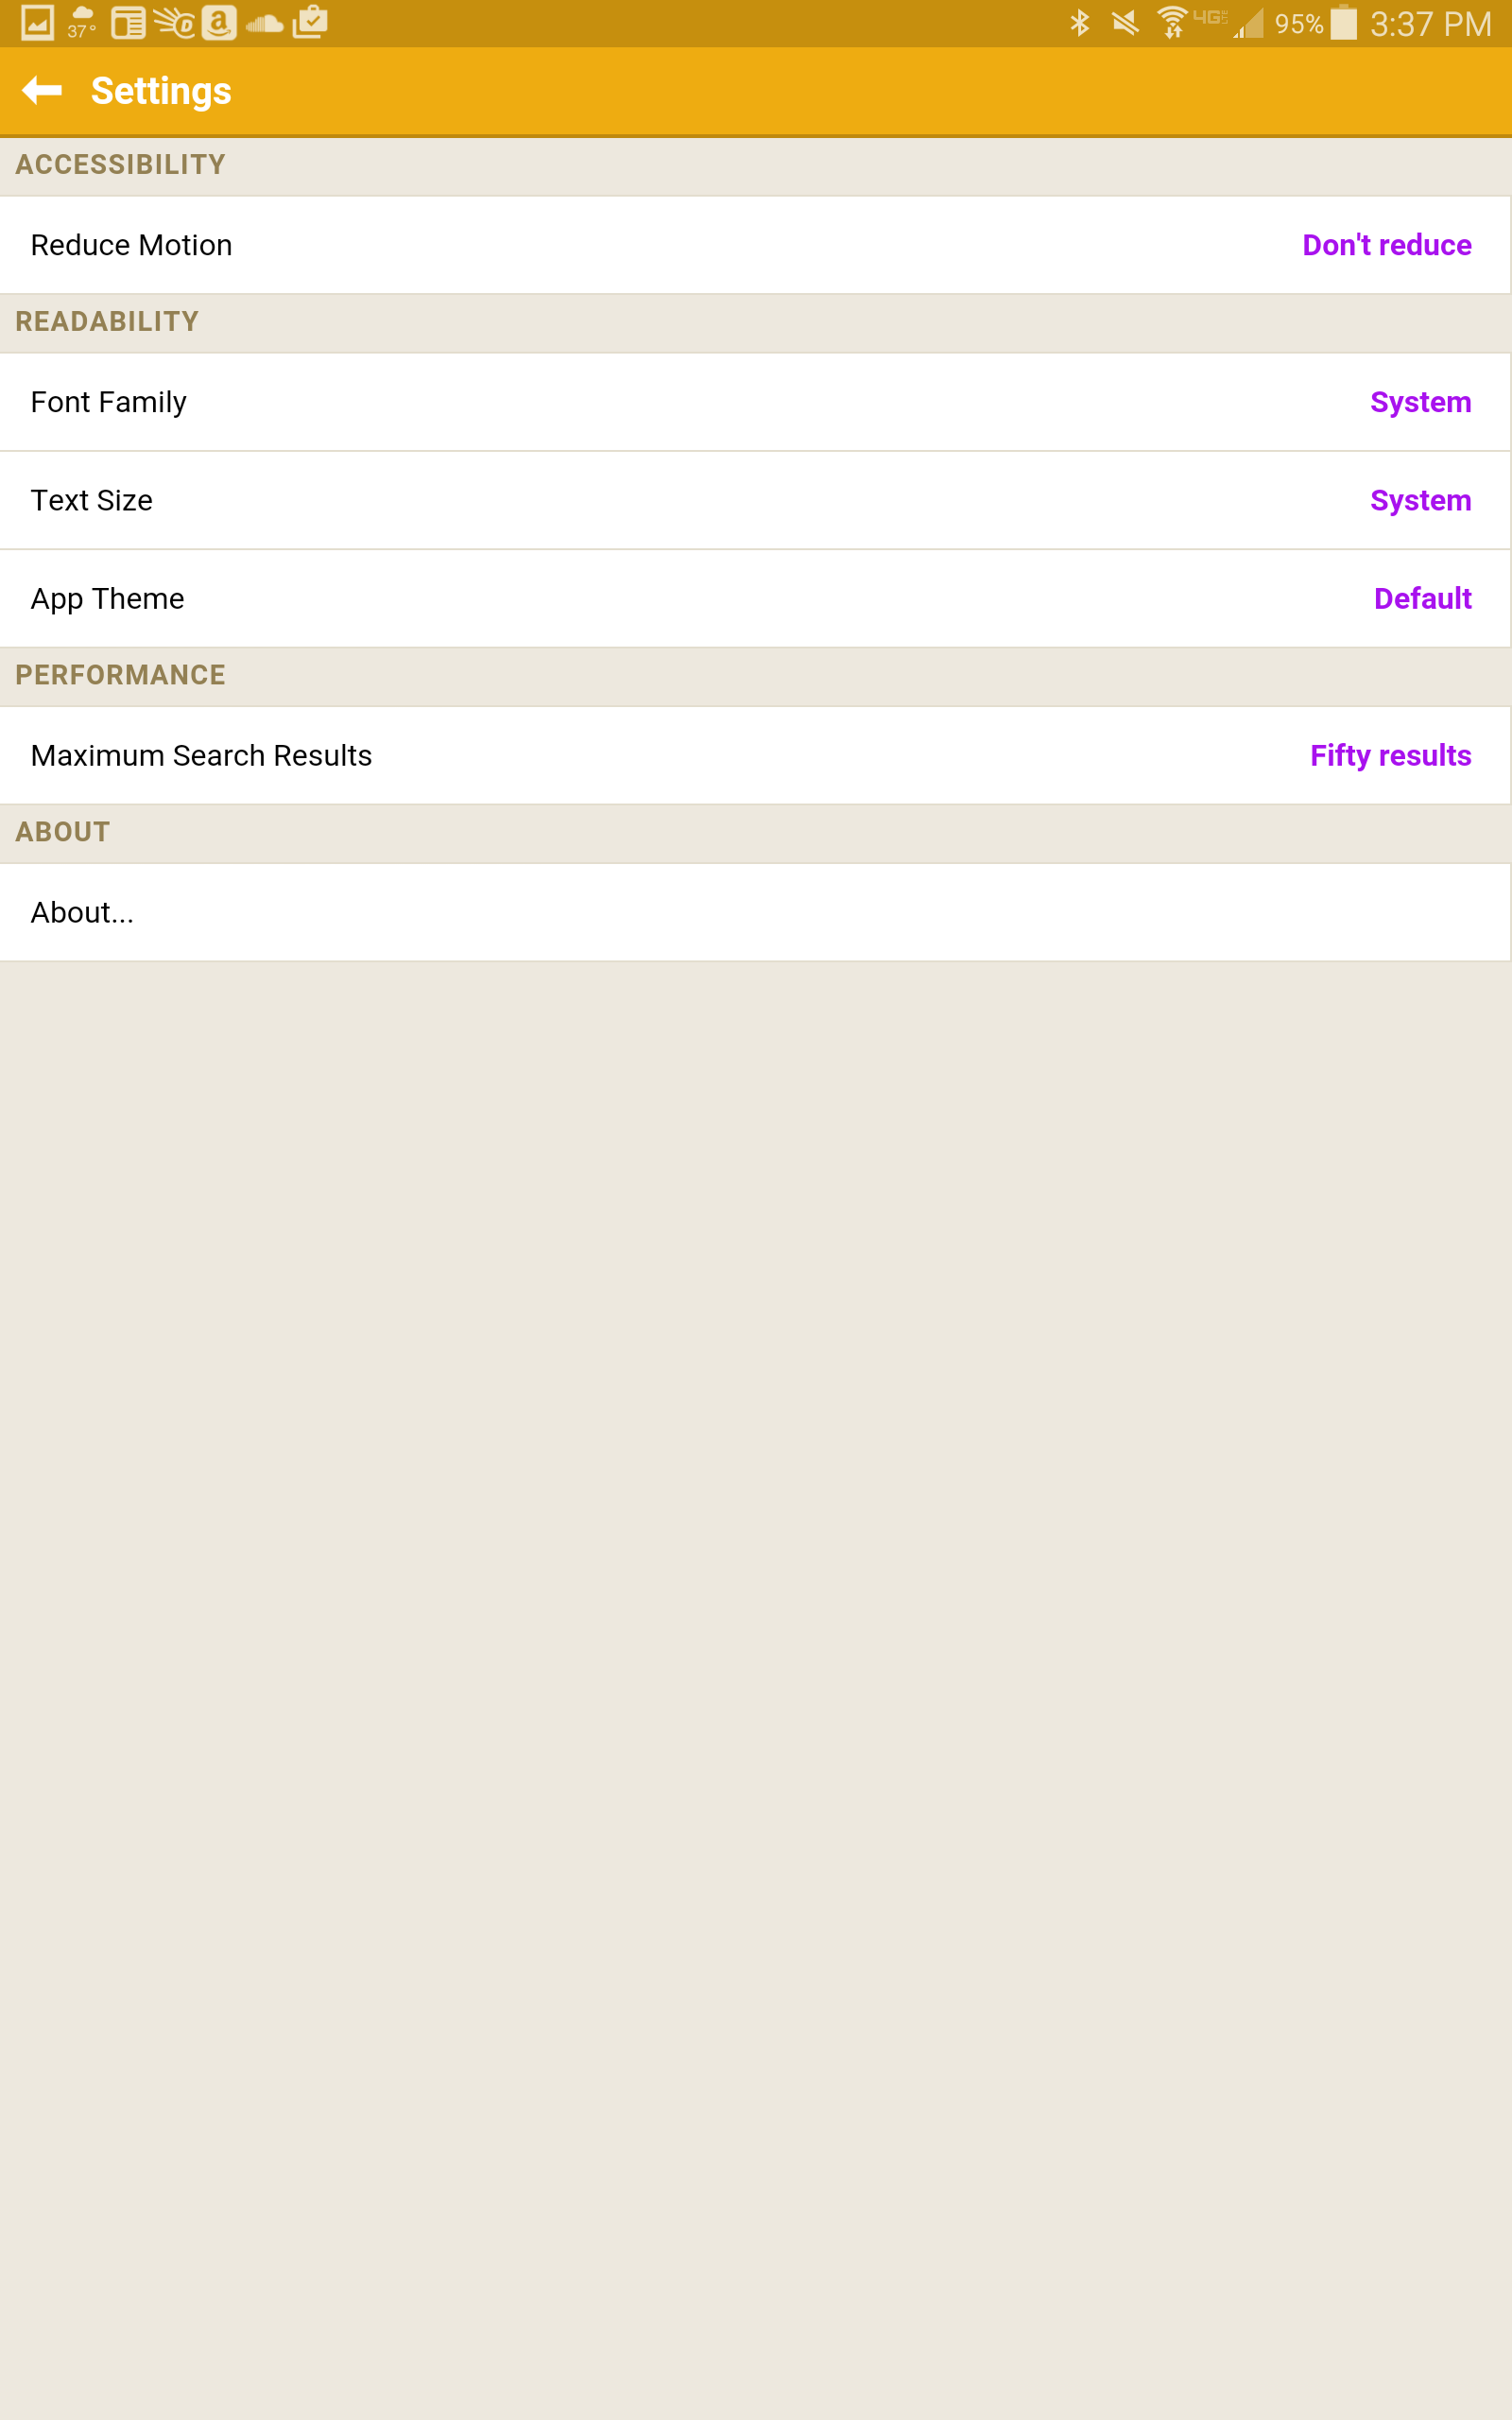 37° 95% 3:37 PM
Settings
ACCESSIBILITY
Reduce Motion Don't reduce
READABILITY
Font Family System
Text Size System
App Theme Default
PERFORMANCE
Maximum Search Results Fifty results
ABOUT
About...